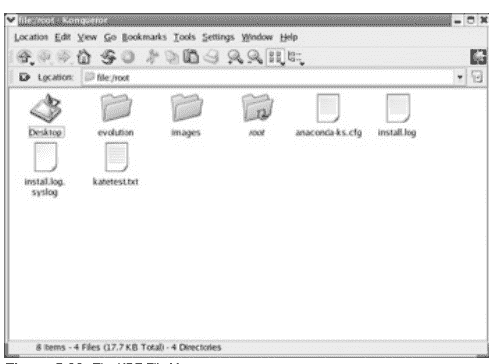 file:/root - Konqueror
Location Edit View Go Bookmarks Tools Settings Window Help
Location: file:/root
Desktop evolution images root anaconda-ks.cfg install.log
install.log.
syslog katetest.txt
8 Items - 4 Files (17.7 KB Total) - 4 Directories